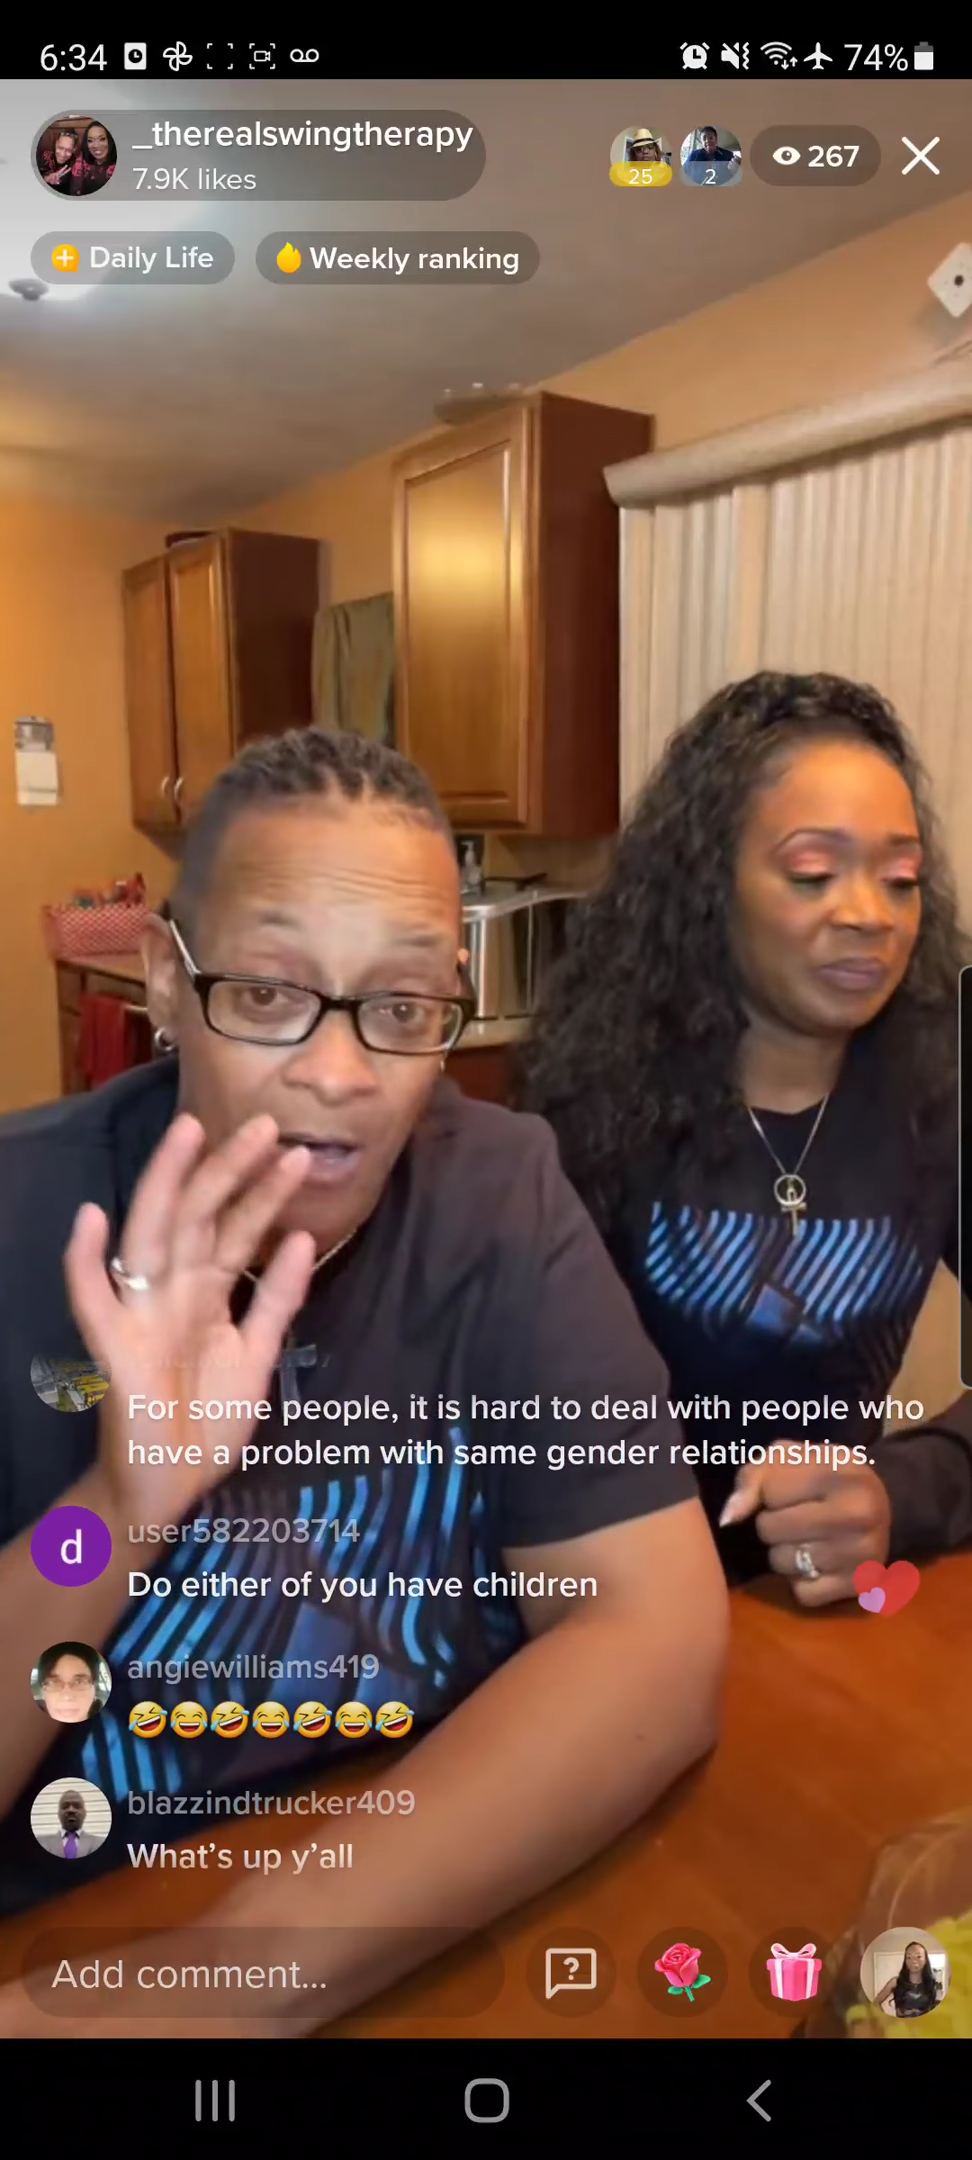 6:34
74%
_therealswingtherapy
7.9K likes
25
2
267
Daily Life
Weekly ranking
For some people, it is hard to deal with people who
have a problem with same gender relationships.
user582203714
Do either of you have children
angiewilliams419
🤣😂🤣😂🤣😂🤣
blazzindtrucker409
What's up y'all
Add comment...